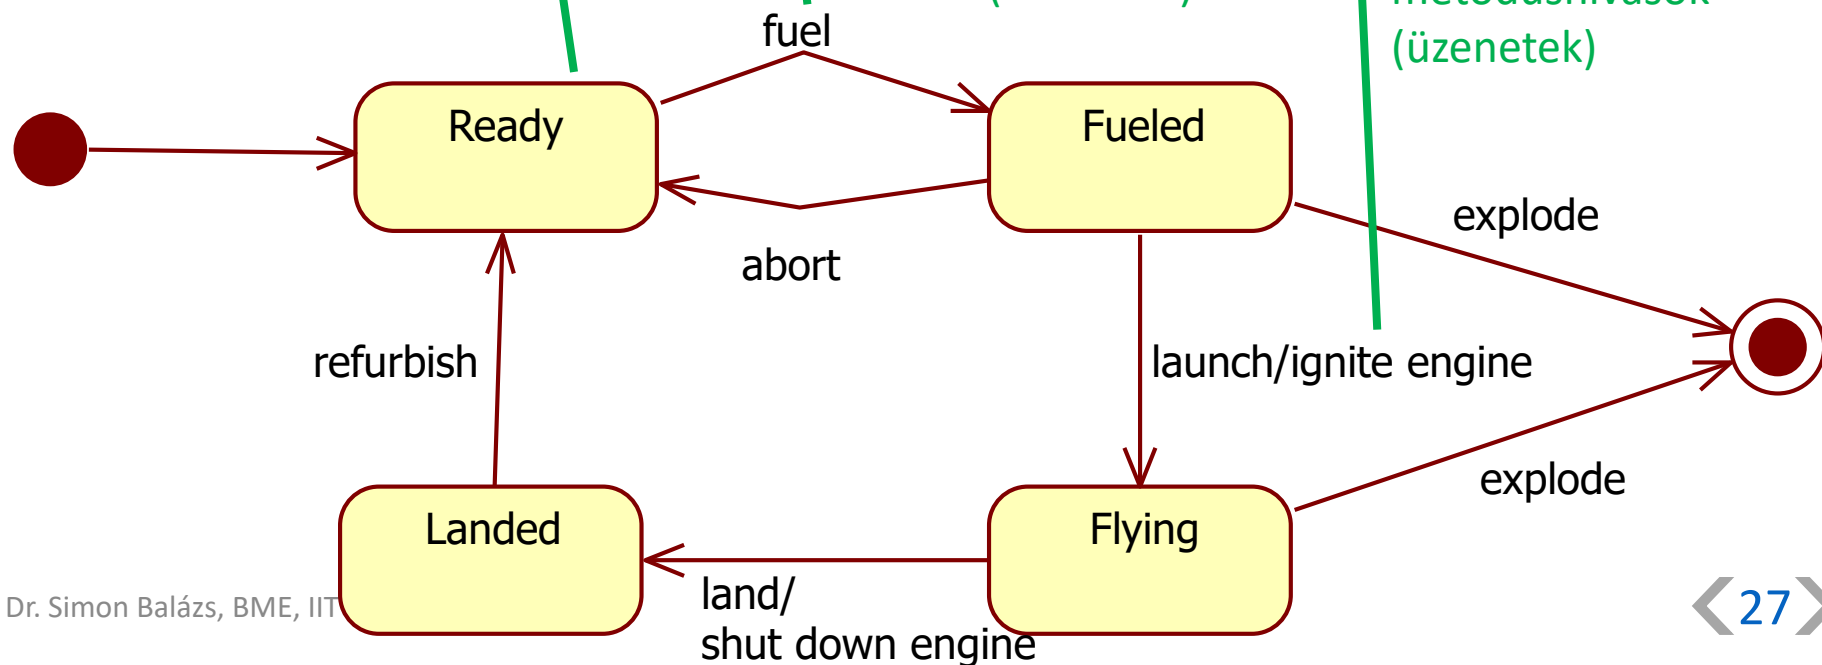 metódushívások
(üzenetek)
fuel
Ready
Fueled
explode
abort
refurbish
launch/ignite engine
explode
Landed
Flying
land/
shut down engine
Dr. Simon Balázs, BME, IIT
27